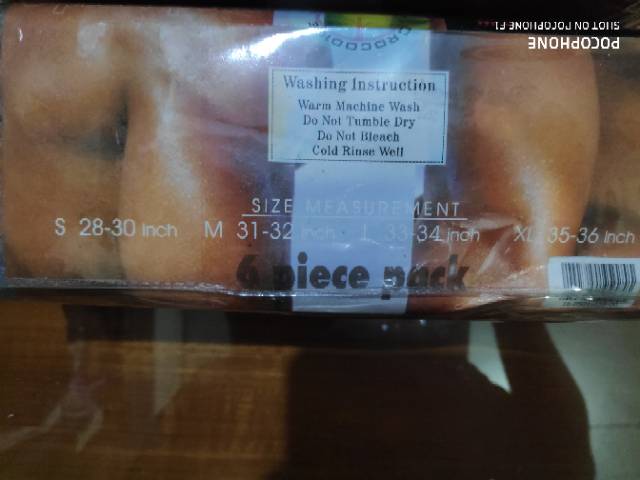 CROCODI
SHOT ON POCOPHONE F1
POCOPHONE
Washing Instruction
Warm Machine Wash
Do Not Tumble Dry
Do Not Bleach
Cold Rinse Well
SIZE MEASUREMENT
S 28-30 inch M 31-32 inch L 33-34 inch XL 35-36 inch
6 piece pack